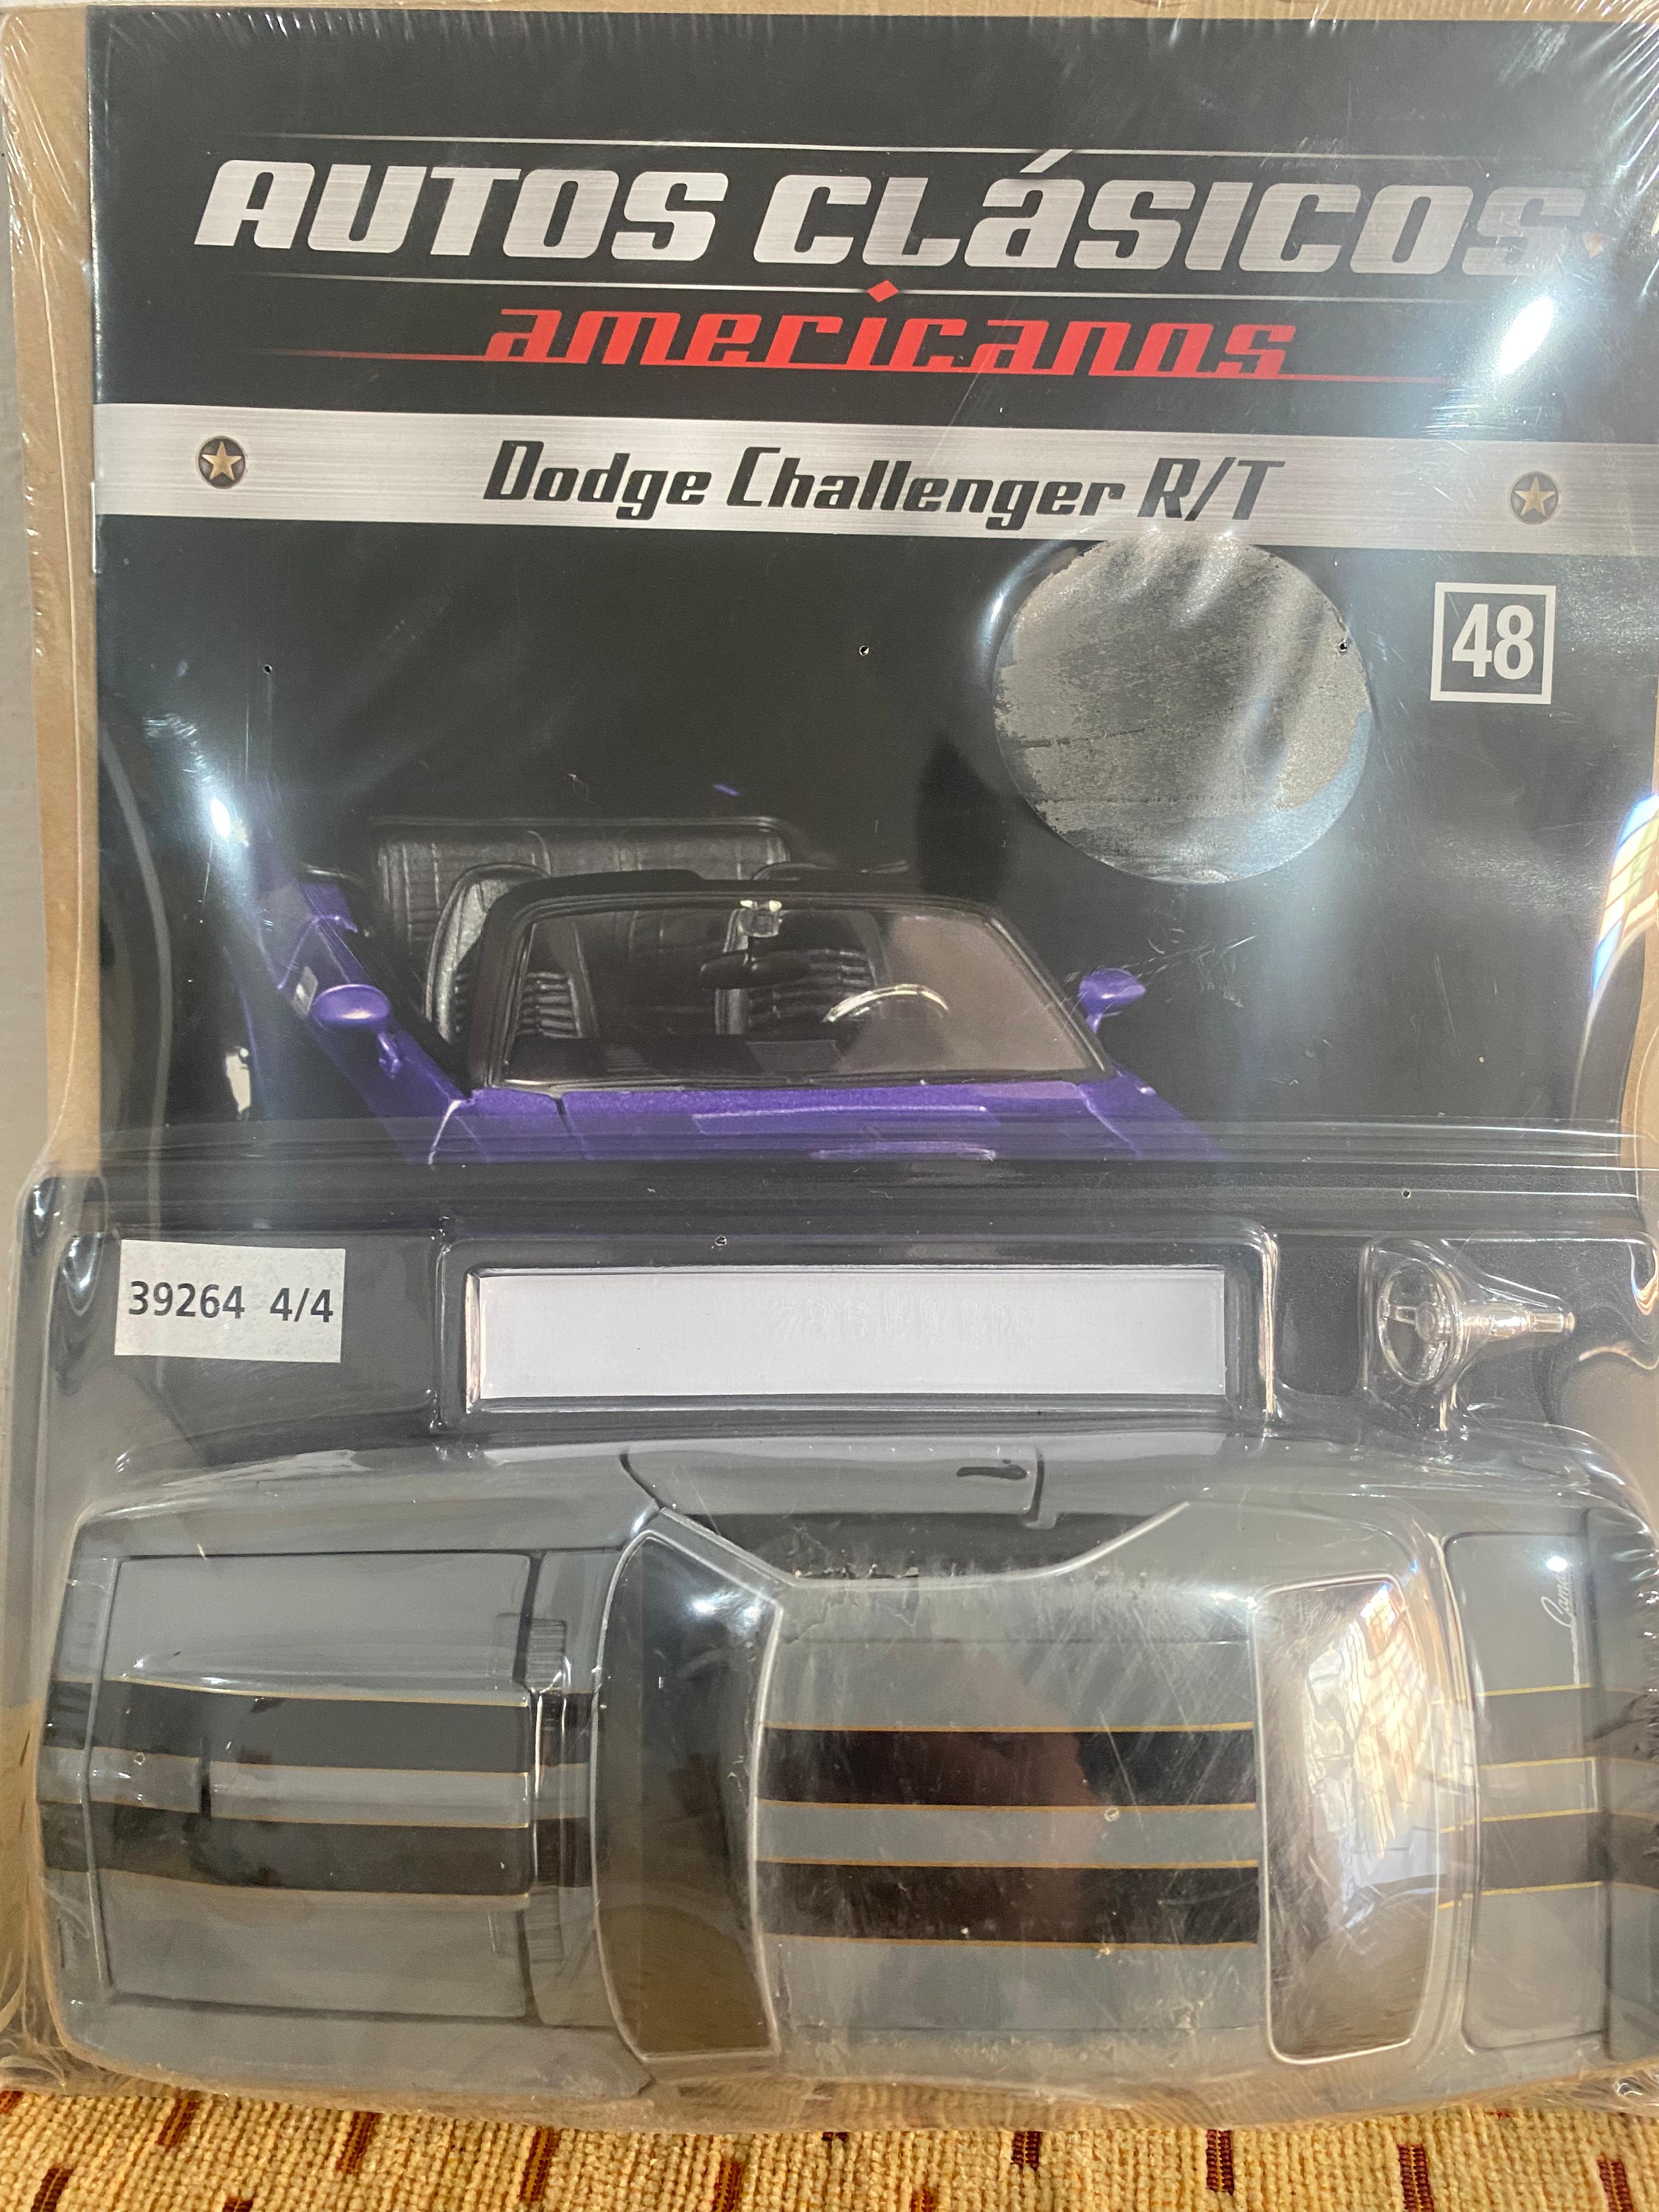 AUTOS CLÁSICOS
americanos
Dodge Challenger R/T
48
39264 4/4